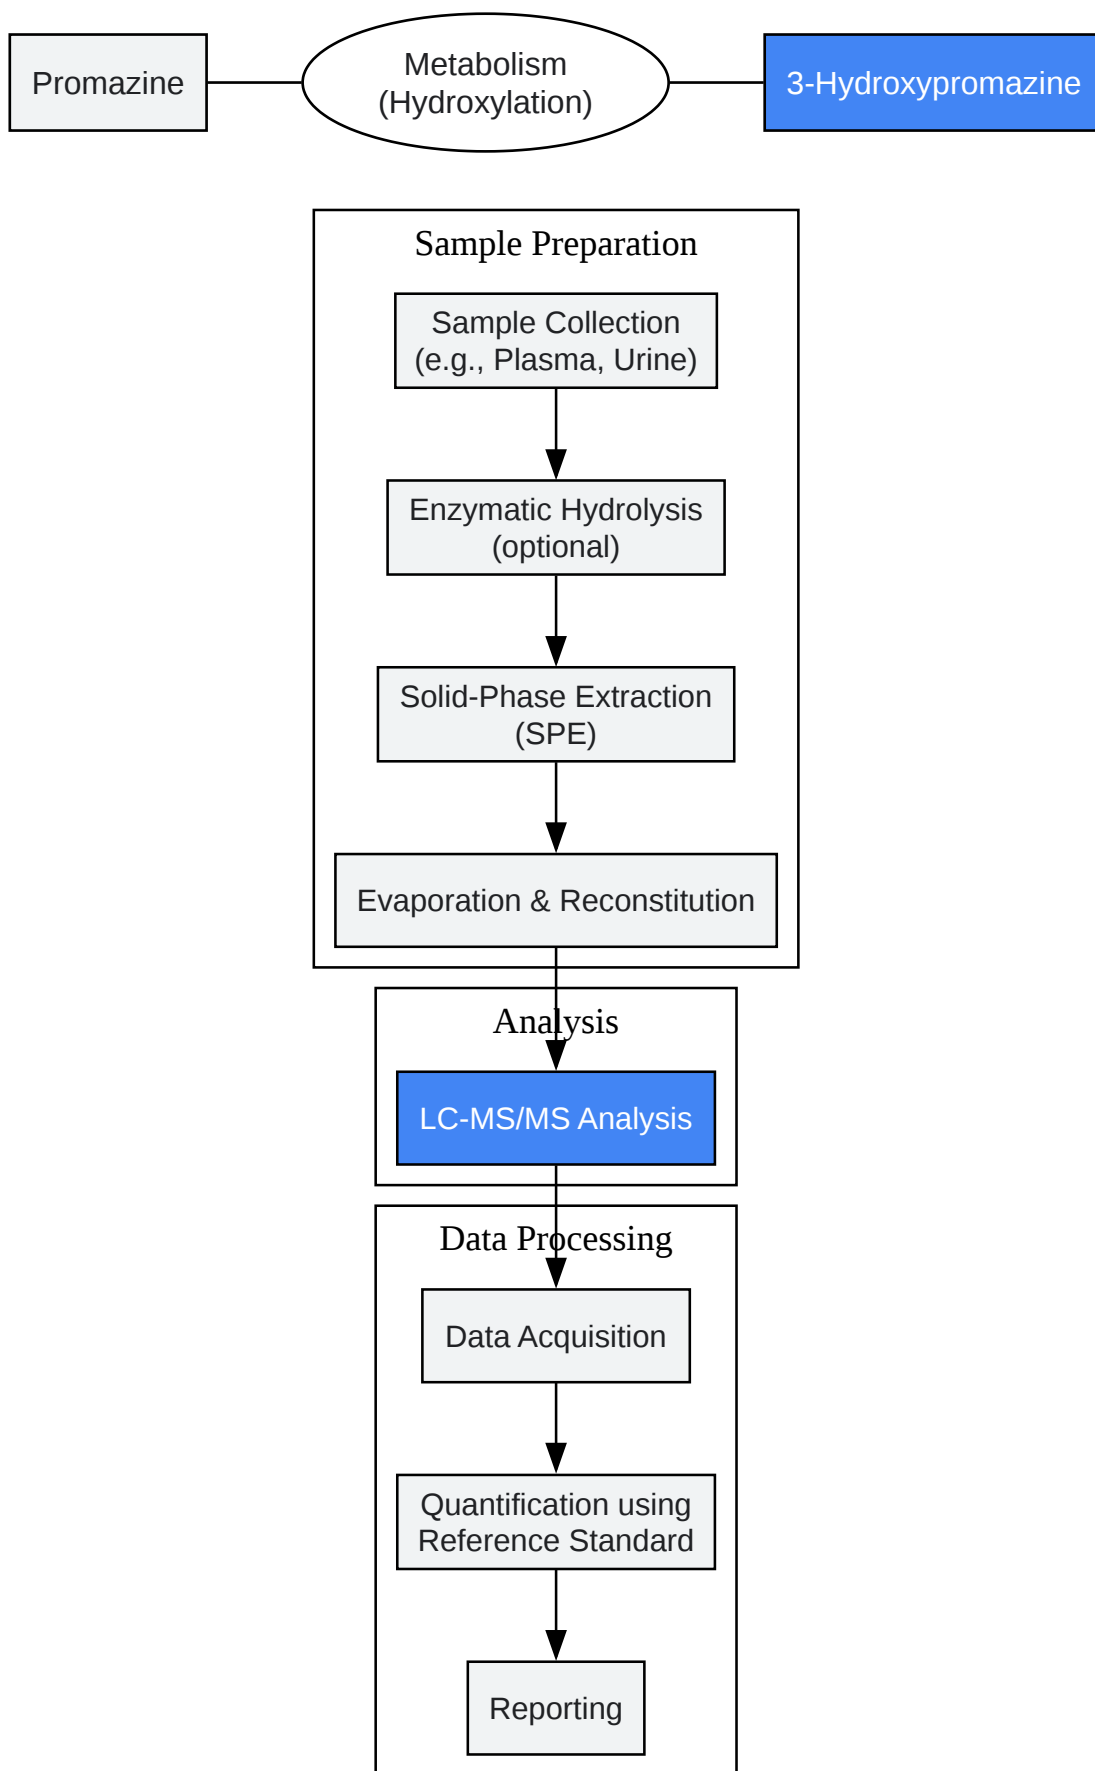 Promazine
Metabolism
(Hydroxylation)
3-Hydroxypromazine
Sample Preparation
Sample Collection
(e.g., Plasma, Urine)
Enzymatic Hydrolysis
(optional)
Solid-Phase Extraction
(SPE)
Evaporation & Reconstitution
Analysis
LC-MS/MS Analysis
Data Processing
Data Acquisition
Quantification using
Reference Standard
Reporting